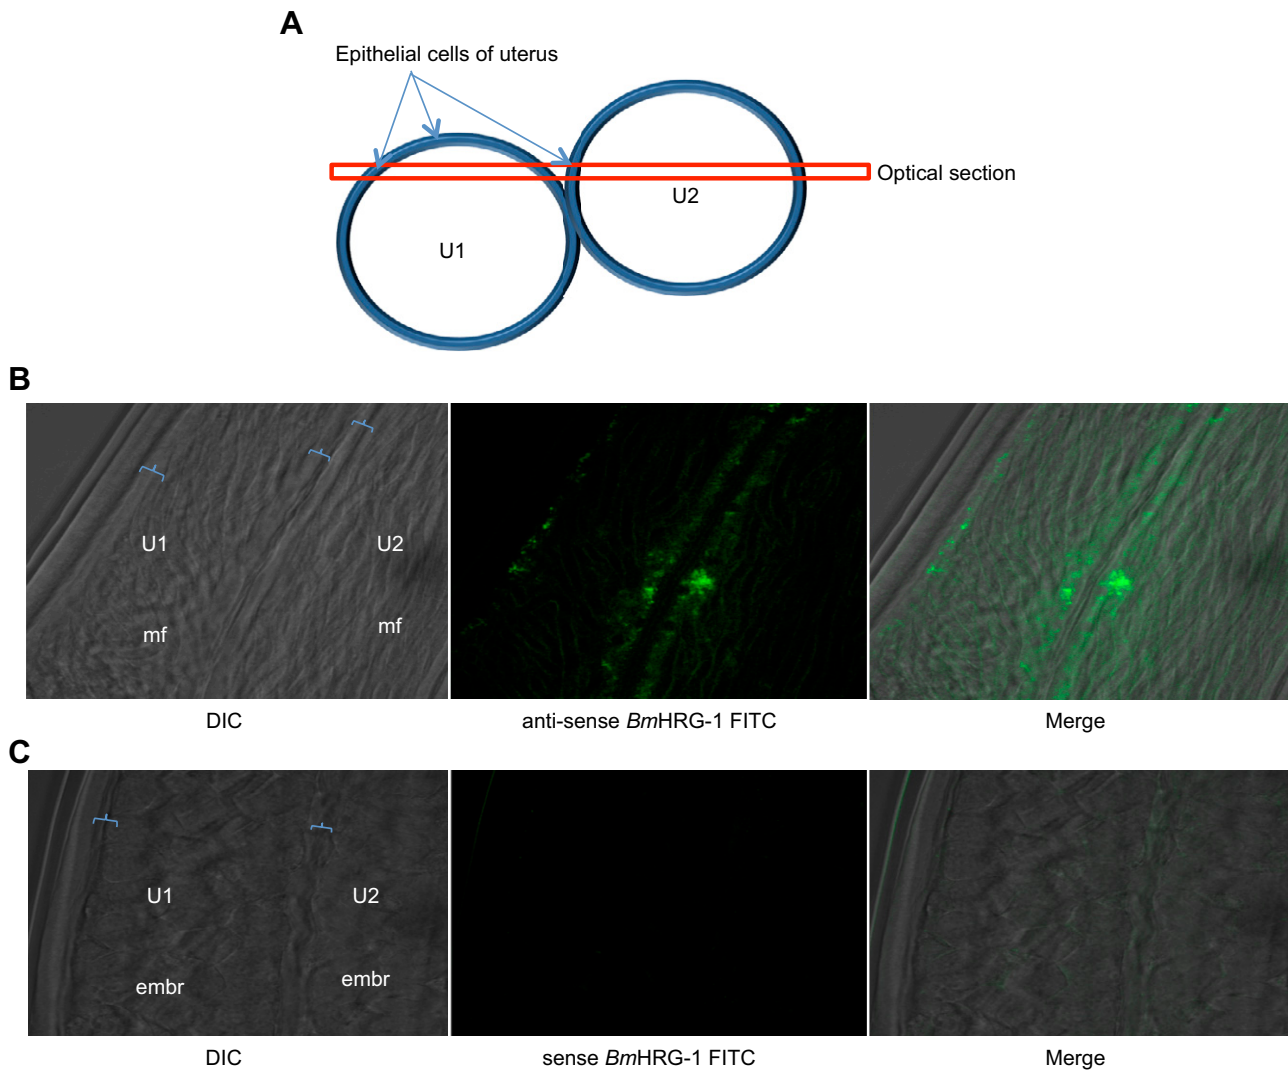 A
Epithelial cells of uterus
Optical section
U2
U1
B
U1
U2
mf
mf
DIC
anti-sense BmHRG-1 FITC
Merge
C
U1
U2
embr
embr
DIC
sense BmHRG-1 FITC
Merge